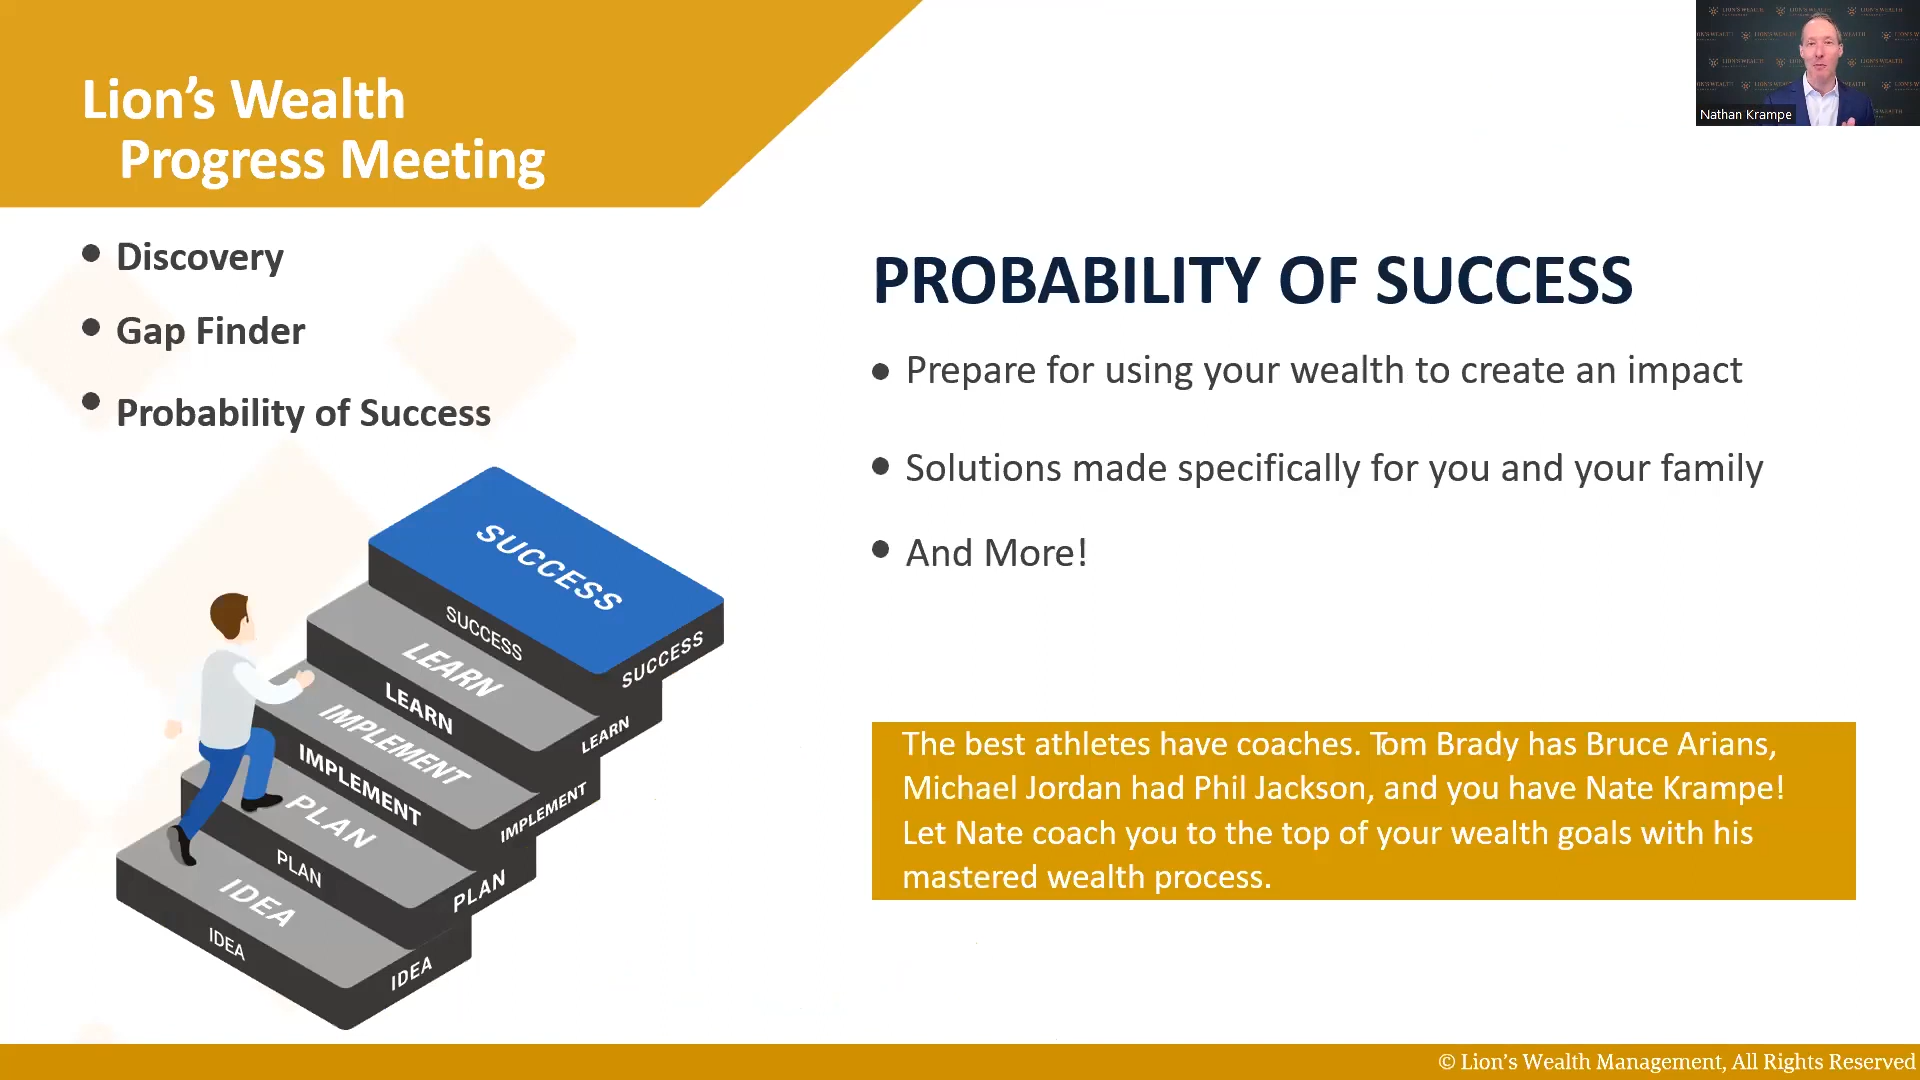 Lion's Wealth
Progress Meeting
Nathan Krampe
• Discovery
• Gap Finder
• Probability of Success
PROBABILITY OF SUCCESS
• Prepare for using your wealth to create an impact
• Solutions made specifically for you and your family
• And More!
SUCCESS
SUCCESS
SUCCESS
LEARN
LEARN
LEARN
IMPLEMENT
IMPLEMENT
IMPLEMENT
PLAN
PLAN
PLAN
IDEA
IDEA
IDEA
The best athletes have coaches. Tom Brady has Bruce Arians,
Michael Jordan had Phil Jackson, and you have Nate Krampe!
Let Nate coach you to the top of your wealth goals with his
mastered wealth process.
© Lion's Wealth Management, All Rights Reserved